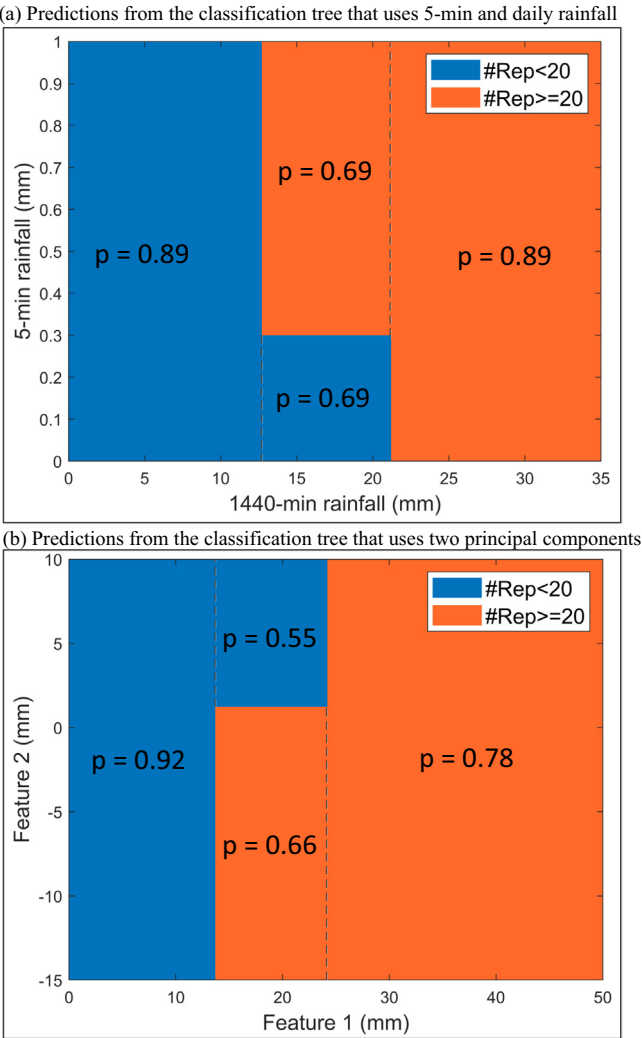 (a) Predictions from the classification tree that uses 5-min and daily rainfall
1
0.9
0.8
0.7
0.6
0.5
0.4
0.3
0.2
0.1
0
5-min rainfall (mm)
#Rep<20
#Rep>=20
p = 0.69
p = 0.89
p = 0.89
p = 0.69
0
5
10
15
20
25
30
35
1440-min rainfall (mm)
(b) Predictions from the classification tree that uses two principal components
10
5
0
-5
-10
-15
Feature 2 (mm)
#Rep<20
#Rep>=20
p = 0.55
p = 0.92
p = 0.78
p = 0.66
0
10
20
30
40
50
Feature 1 (mm)